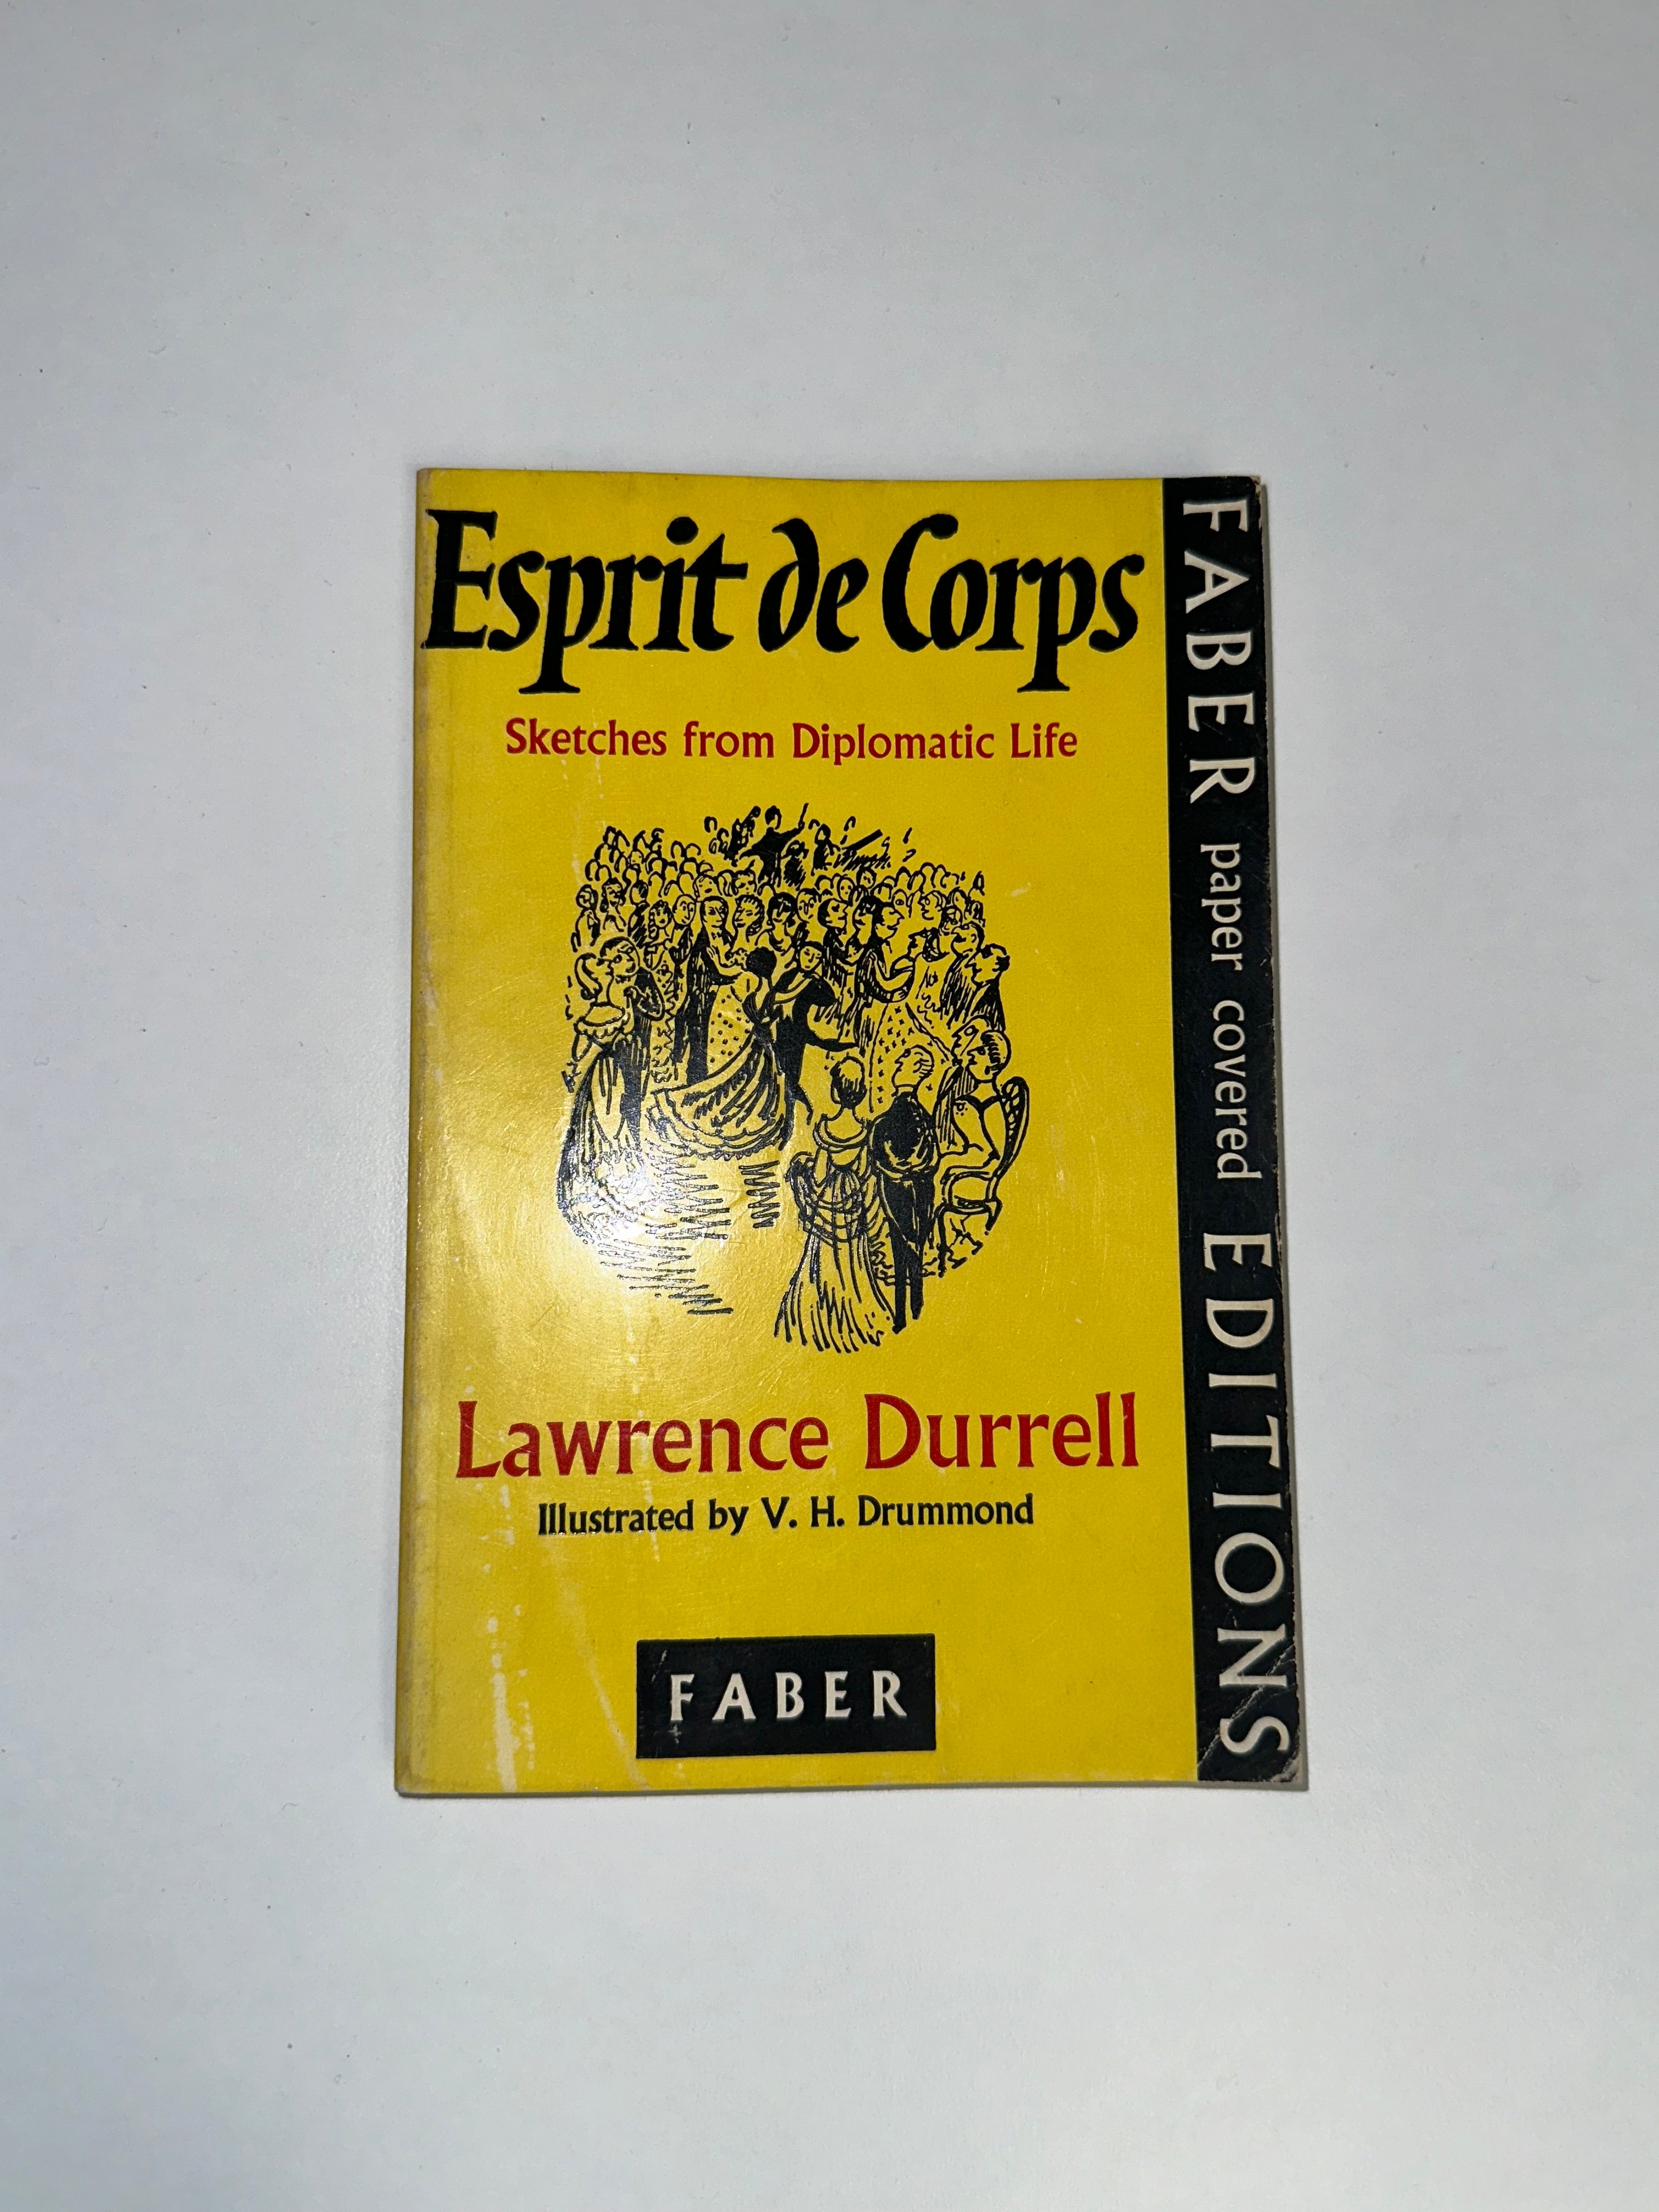 Esprit de Corps
Sketches from Diplomatic Life
Lawrence Durrell
Illustrated by V. H. Drummond
FABER
FABER paper covered EDITIONS